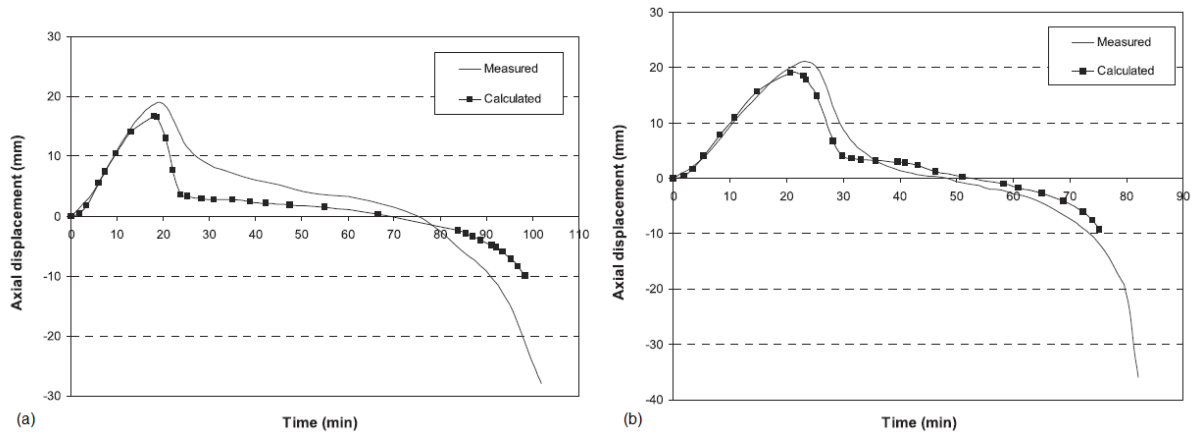 30
20
10
0
-10
-20
-30
0 10 20 30 40 50 60 70 80 90 100 110
Axial displacement (mm)
Time (min)
Measured
Calculated
(a)
30
20
10
0
-10
-20
-30
-40
0 10 20 30 40 50 60 70 80 90
Axial displacement (mm)
Time (min)
Measured
Calculated
(b)